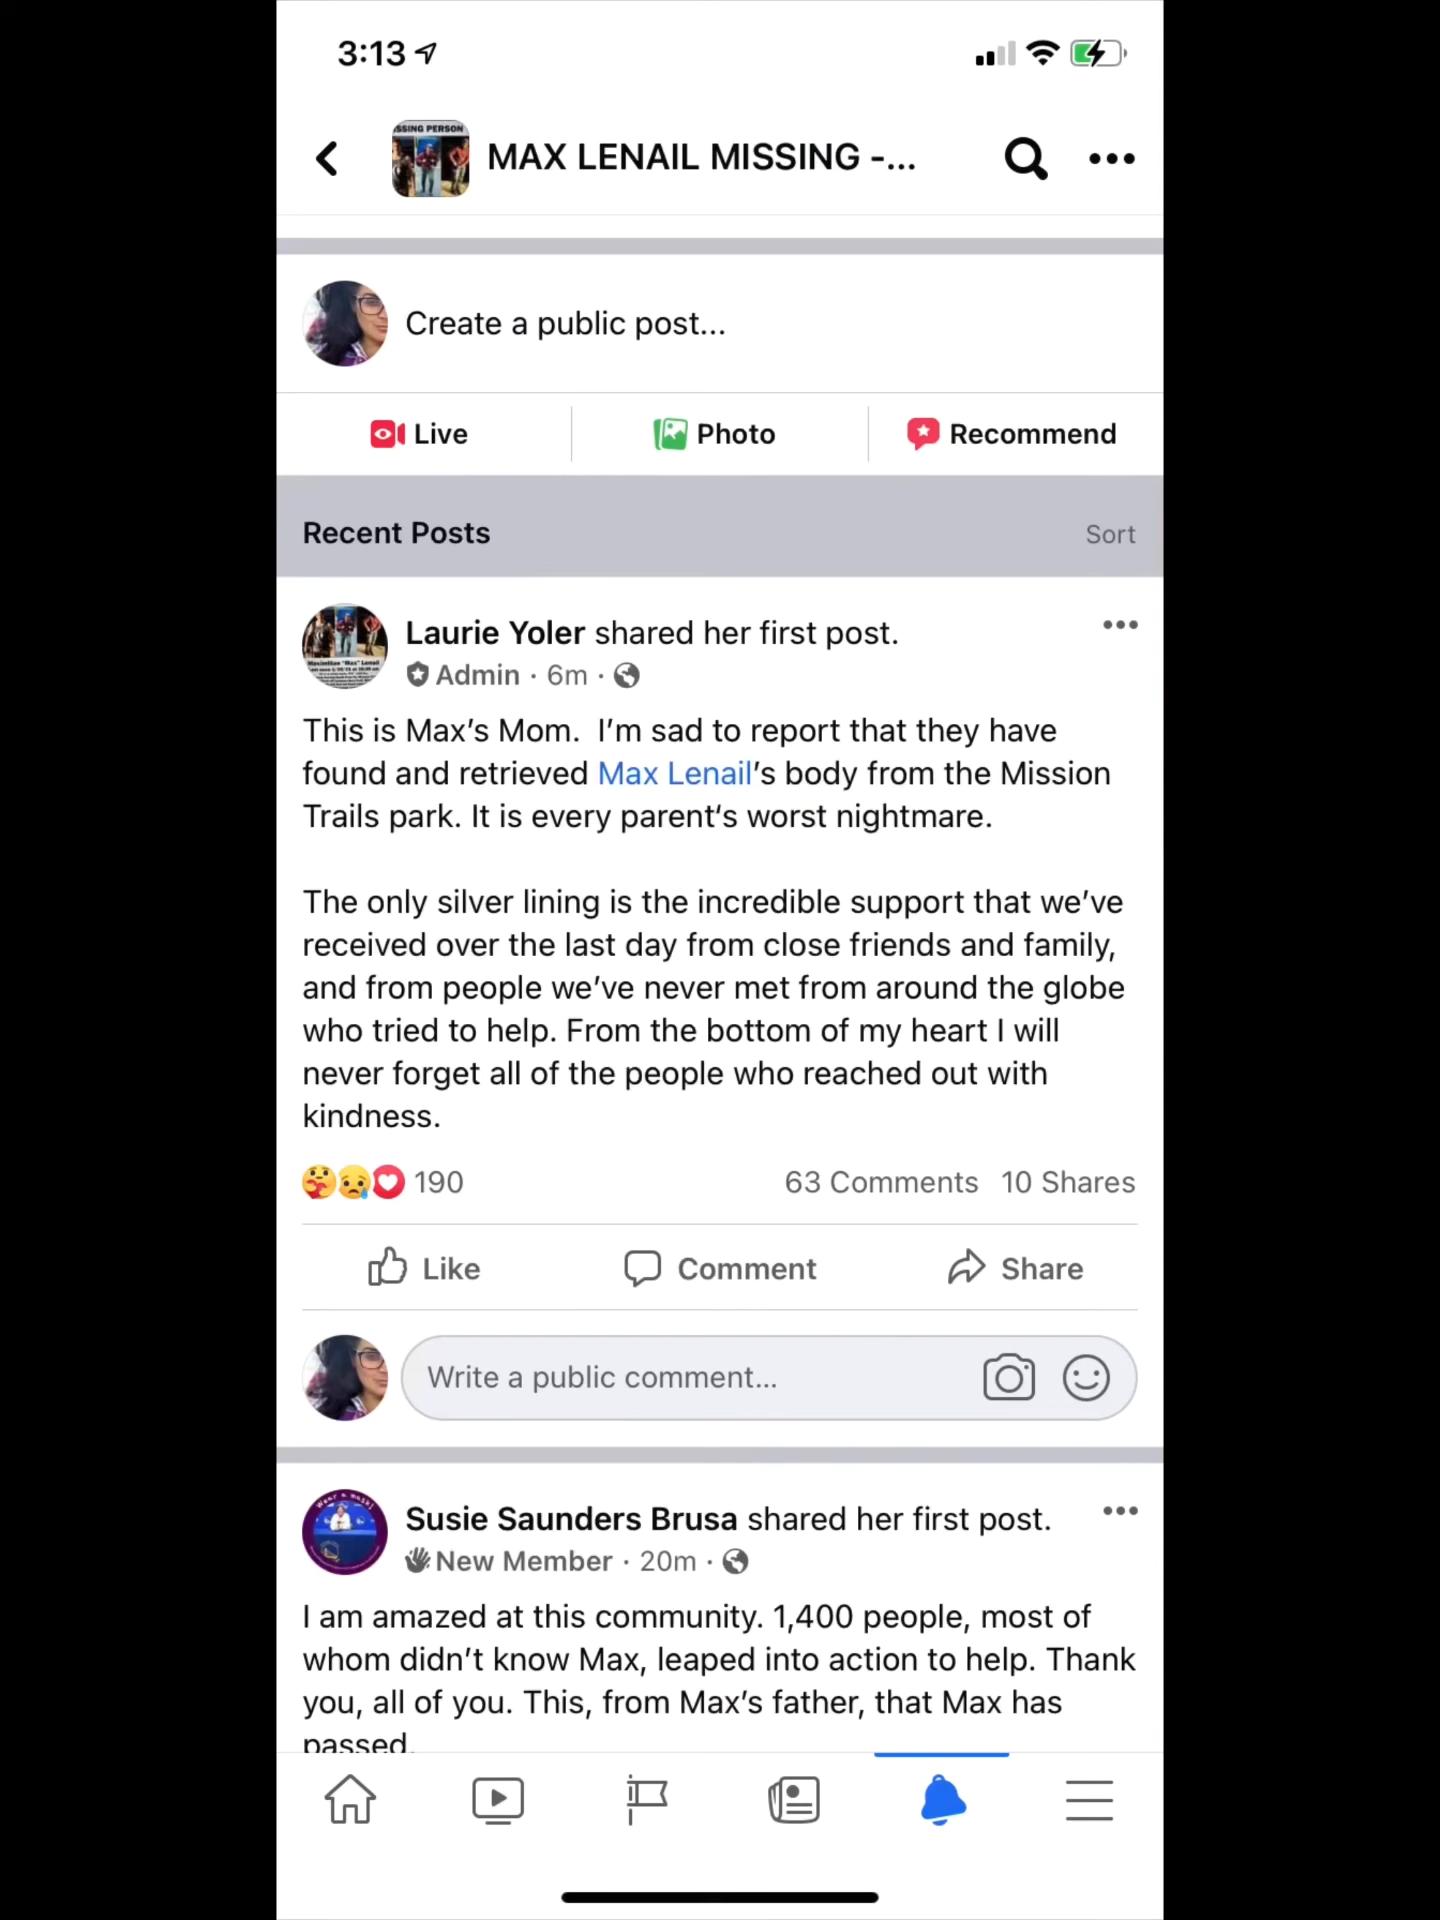 3:13
SSING PERSON
MAX LENAIL MISSING -...
Create a public post...
Live
Photo
Recommend
Recent Posts
Sort
Laurie Yoler shared her first post.
Admin · 6m ·
This is Max’s Mom.  I’m sad to report that they have
found and retrieved Max Lenail’s body from the Mission
Trails park. It is every parent‘s worst nightmare.
The only silver lining is the incredible support that we’ve
received over the last day from close friends and family,
and from people we’ve never met from around the globe
who tried to help. From the bottom of my heart I will
never forget all of the people who reached out with
kindness.
190
63 Comments 10 Shares
Like
Comment
Share
Write a public comment...
Susie Saunders Brusa shared her first post.
New Member · 20m ·
I am amazed at this community. 1,400 people, most of
whom didn’t know Max, leaped into action to help. Thank
you, all of you. This, from Max’s father, that Max has
passed.